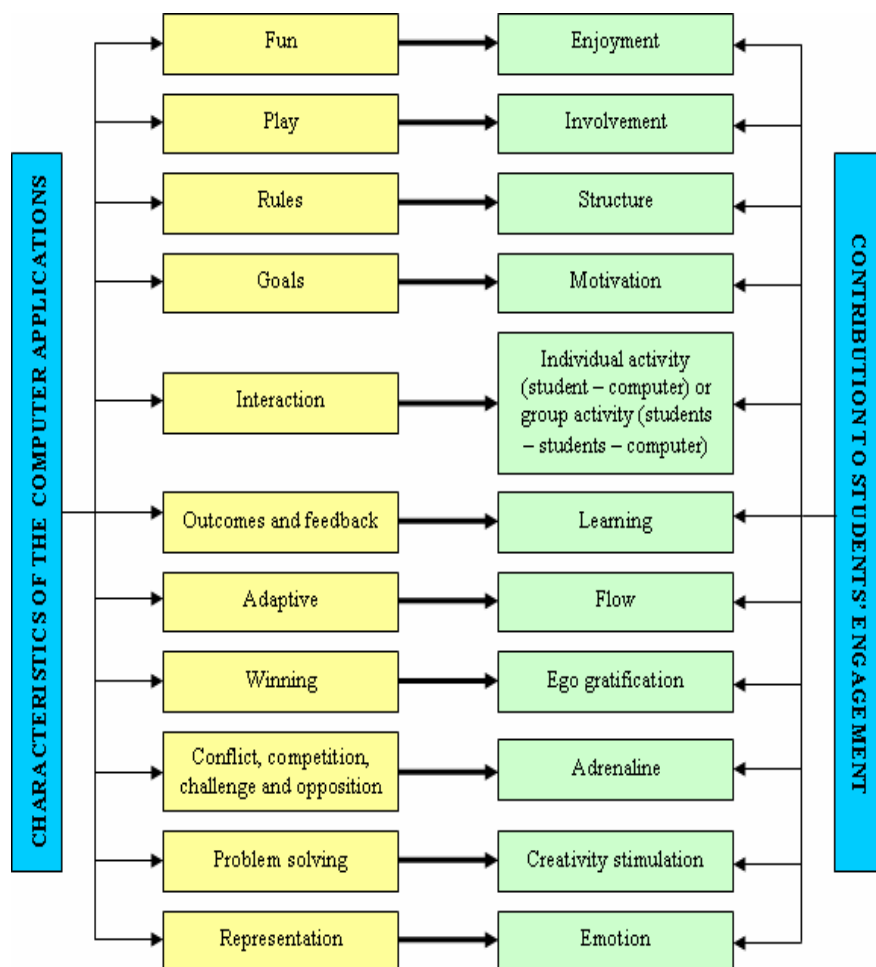 CHARACTERISTICS OF THE COMPUTER APPLICATIONS
Fun
Enjoyment
Play
Involvement
Rules
Structure
Goals
Motivation
Interaction
Individual activity
(student – computer) or
group activity (students
– students – computer)
Outcomes and feedback
Learning
Adaptive
Flow
Winning
Ego gratification
Conflict, competition,
challenge and opposition
Adrenaline
Problem solving
Creativity stimulation
Representation
Emotion
CONTRIBUTION TO STUDENTS' ENGAGEMENT